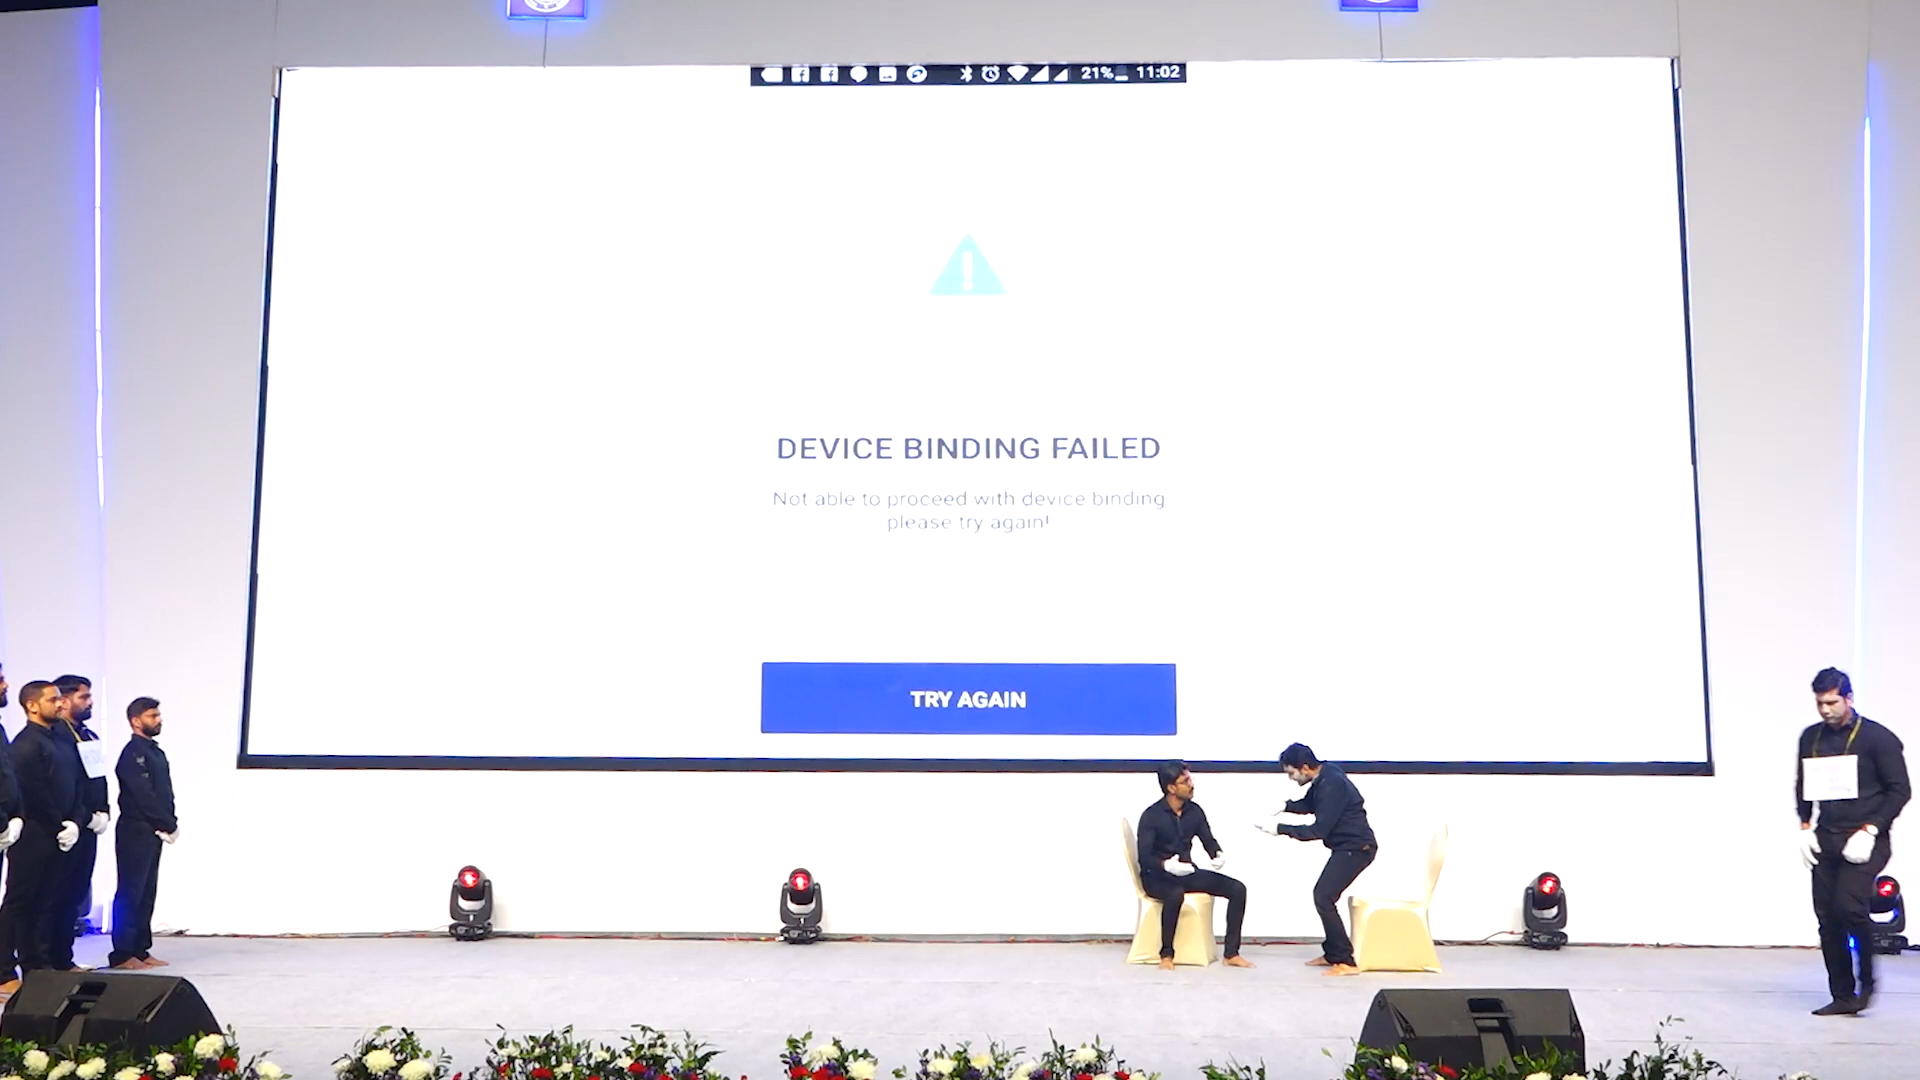 21% 11:02
DEVICE BINDING FAILED
Not able to proceed with device binding
please try again!
TRY AGAIN